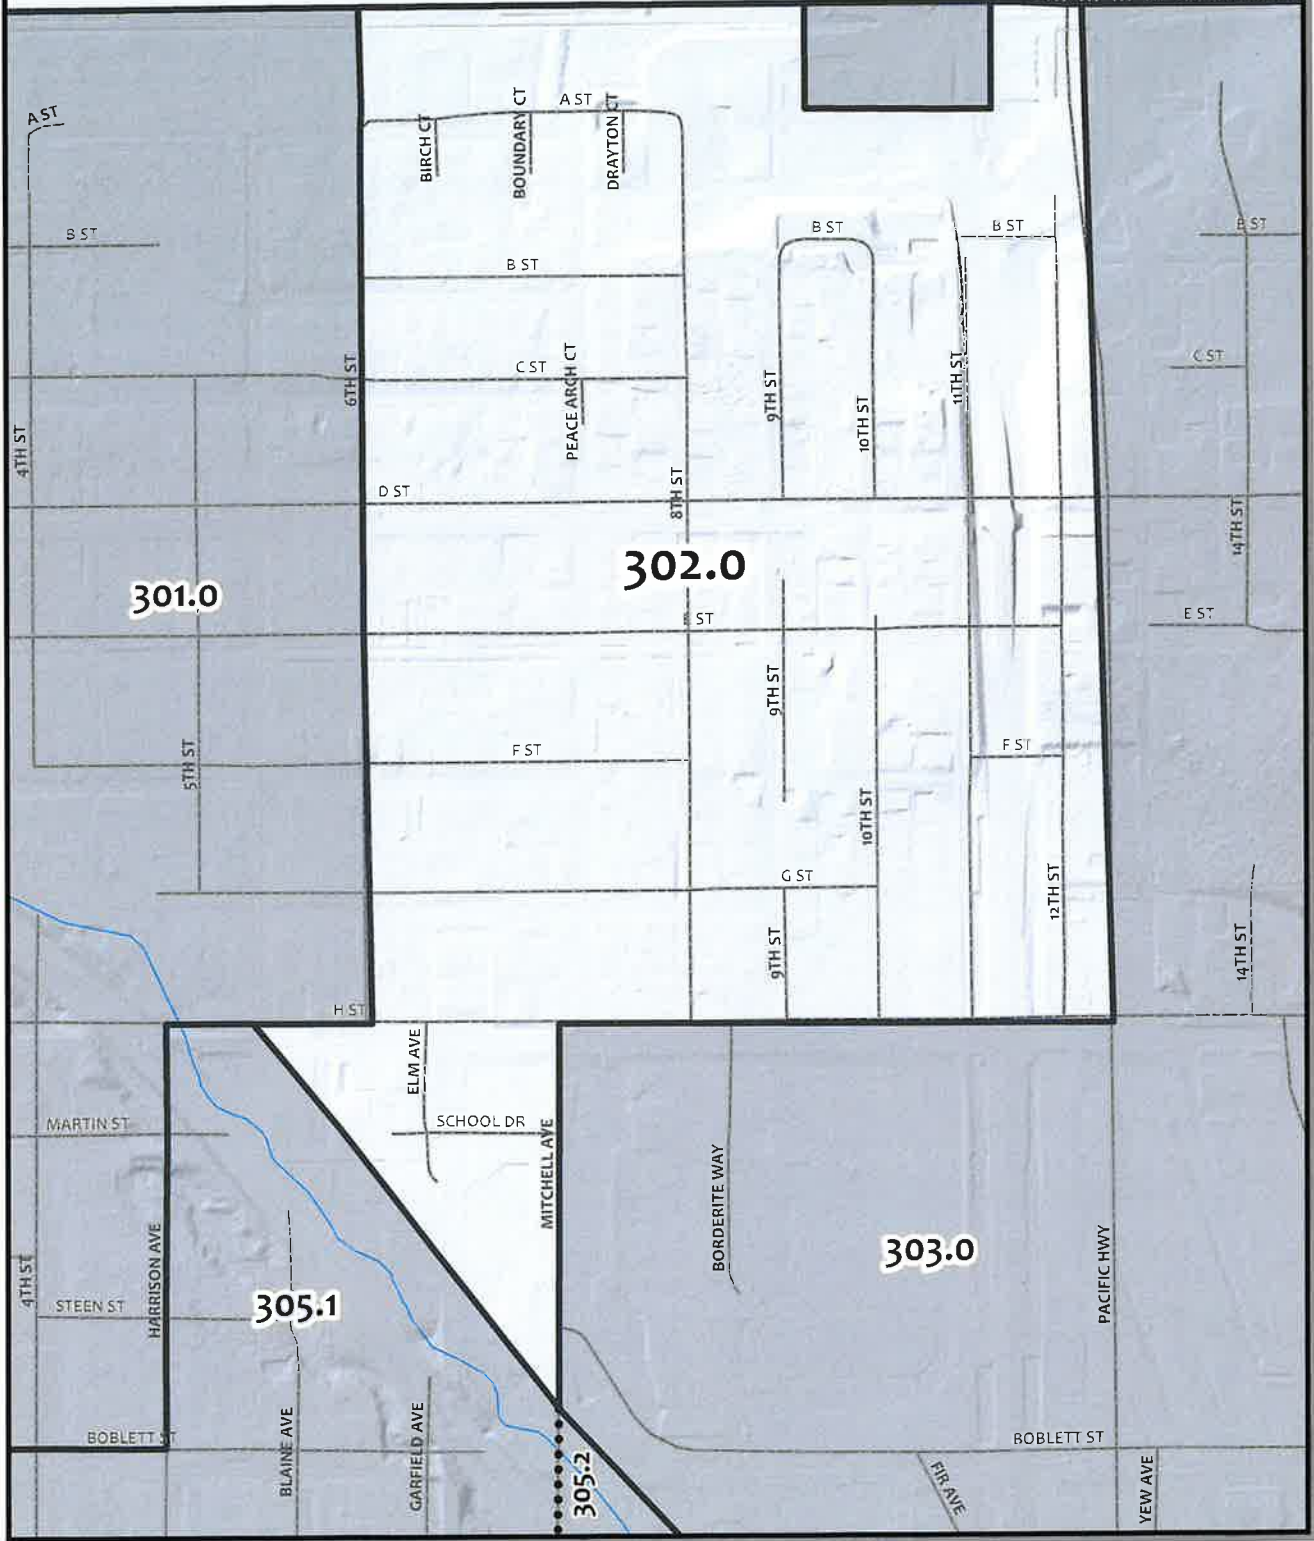 A ST
BIRCH CT
BOUNDARY CT
A ST
DRAYTON CT
B ST
B ST
B ST
B ST
B ST
6TH ST
C ST
PEACE ARCH CT
9TH ST
10TH ST
11TH ST
C ST
4TH ST
D ST
8TH ST
14TH ST
301.0
302.0
ST
E ST
9TH ST
5TH ST
F ST
F ST
10TH ST
G ST
12TH ST
9TH ST
14TH ST
H ST
ELM AVE
SCHOOL DR
MARTIN ST
MITCHELL AVE
BORDERITE WAY
303.0
PACIFIC HWY
4TH ST
STEEN ST
HARRISON AVE
305.1
BOBLETT ST
BLAINE AVE
GARFIELD AVE
305.2
BOBLETT ST
FIR AVE
YEW AVE